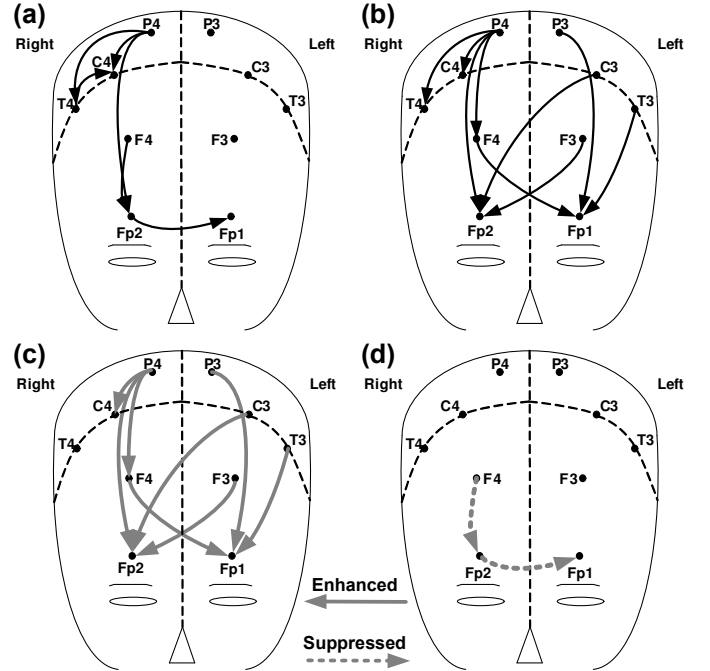 (a)
P4
P3
Right
Left
C4
C3
T4
T3
F4
F3
Fp2
Fp1
(b)
P4
P3
Right
Left
C4
C3
T4
T3
F4
F3
Fp2
Fp1
(c)
P4
P3
Right
Left
C4
C3
T4
T3
F4
F3
Fp2
Fp1
(d)
P4
P3
Right
Left
C4
C3
T4
T3
F4
F3
Fp2
Fp1
Enhanced
Suppressed